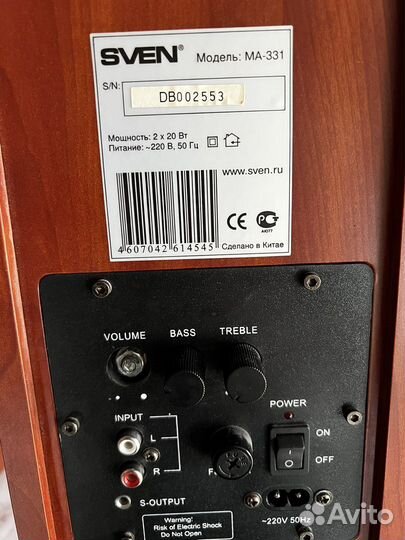 SVEN® Модель: MA-331
S/N:
DB002553
Мощность: 2 x 20 Вт
Питание: ~220 В, 50 Гц
www.sven.ru
4 607042 614545
CE
АЮ77
Сделано в Китае
VOLUME BASS TREBLE
POWER
INPUT
ON
L
R
F
OFF
S-OUTPUT
~220V 50Hz
Warning:
Risk of Electric Shock
Do Not Open
Avito